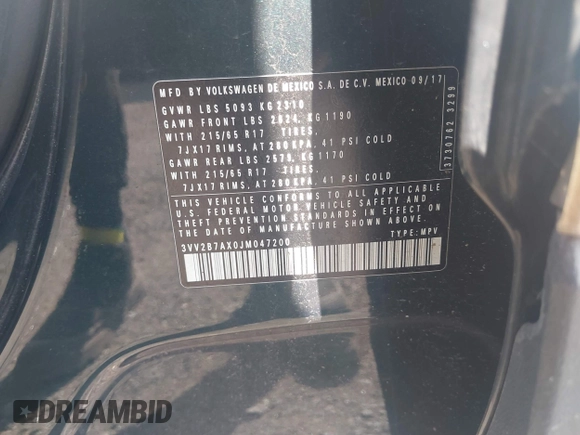 MFD BY VOLKSWAGEN DE MEXICO S.A. DE C.V. MEXICO 09/17
GVWR LBS 5093 KG 2310
GAWR FRONT LBS 2624, KG 1190
WITH 215/65 R17 TIRES,
7JX17 RIMS, AT 280 KPA, 41 PSI COLD
GAWR REAR LBS 2579, KG 1170
WITH 215/65 R17 TIRES,
7JX17 RIMS, AT 280 KPA, 41 PSI COLD
THIS VEHICLE CONFORMS TO ALL APPLICABLE
U.S. FEDERAL MOTOR VEHICLE SAFETY AND
THEFT PREVENTION STANDARDS IN EFFECT ON
THE DATE OF MANUFACTURE SHOWN ABOVE.
3VV2B7AX0JM047200 TYPE: MPV
3730762 3299
DREAMBID